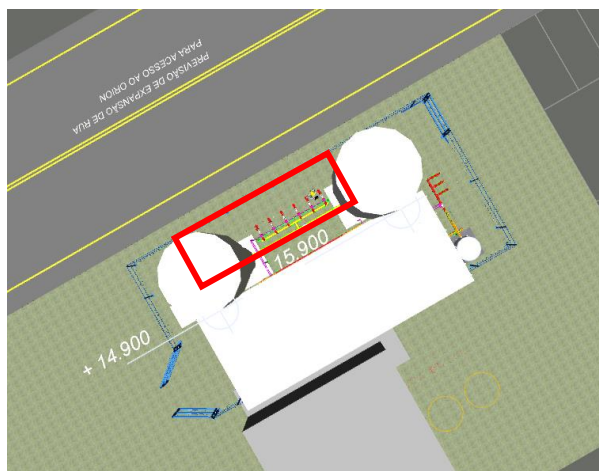 PREVISÃO DE EXPANSÃO DE RUA
PARA ACESSO AO ORION
15.900
+ 14.900